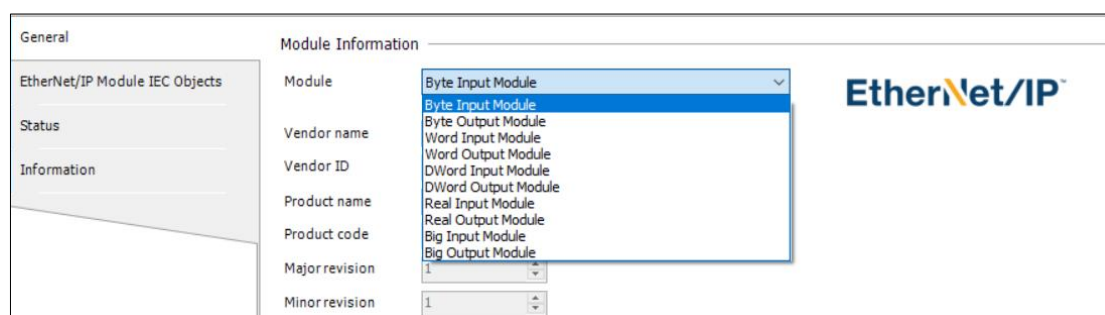 General
EtherNet/IP Module IEC Objects
Status
Information
Module Information
Module
Byte Input Module
Byte Input Module
Byte Output Module
Word Input Module
Word Output Module
DWord Input Module
DWord Output Module
Real Input Module
Real Output Module
Big Input Module
Big Output Module
Vendor name
Vendor ID
Product name
Product code
Major revision
1
Minor revision
1
EtherNet/IP™